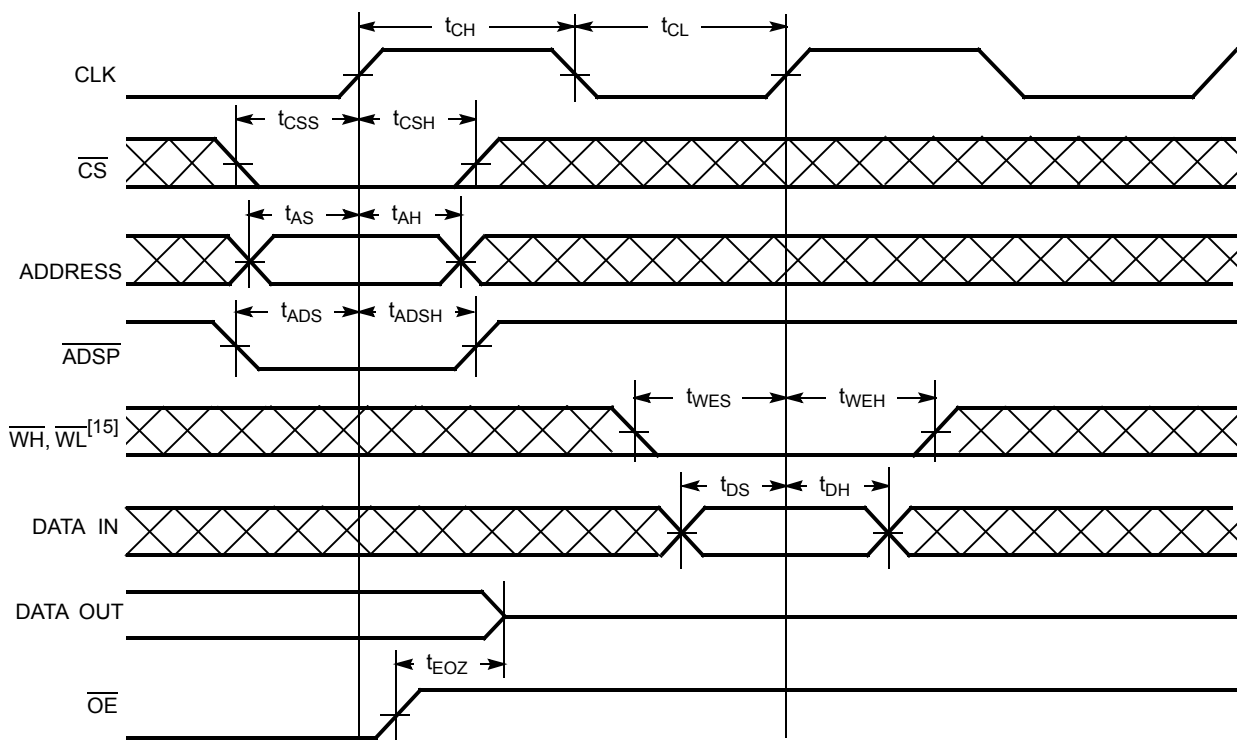 tCH tCL
CLK
tCSS tCSH
CS
tAS tAH
ADDRESS
tADS tADSH
ADSP
tWES tWEH
WH, WL[15]
tDS tDH
DATA IN
DATA OUT
tEOZ
OE